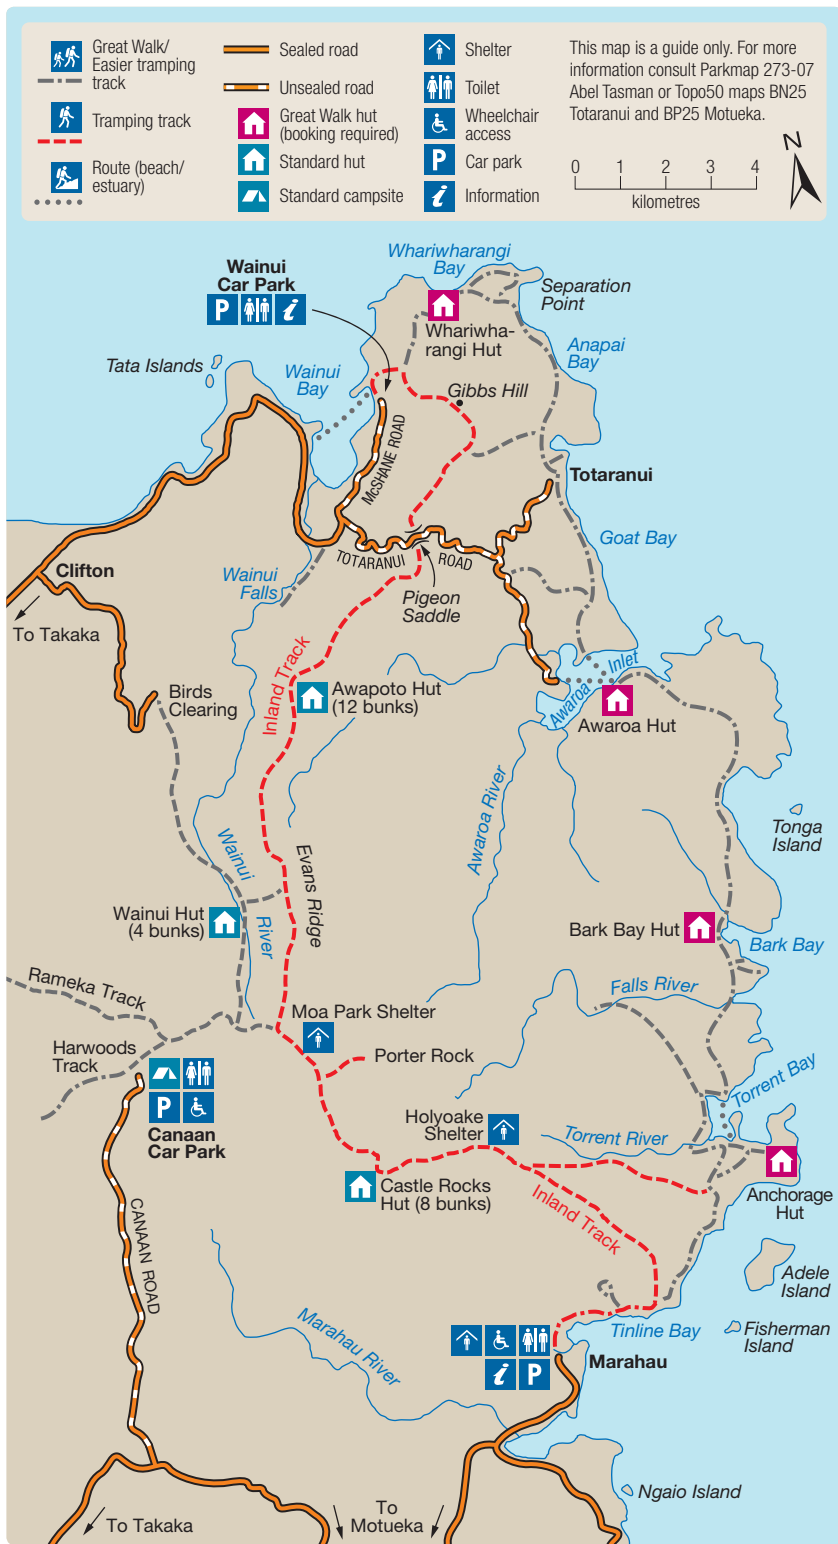 Great Walk/
Easier tramping
track
Tramping track
Route (beach/
estuary)
Sealed road
Unsealed road
Great Walk hut
(booking required)
Standard hut
Standard campsite
Shelter
Toilet
Wheelchair
access
P
Car park
i
Information
This map is a guide only. For more
information consult Parkmap 273-07
Abel Tasman or Topo50 maps BN25
Totaranui and BP25 Motueka.
0 1 2 3 4
kilometres
N
Whariwharangi
Bay
Wainui
Car Park
P
i
Separation
Point
Whariwha-
rangi Hut
Anapai
Bay
Tata Islands
Wainui
Bay
Gibbs Hill
McSHANE ROAD
Totaranui
Goat Bay
TOTARANUI ROAD
Wainui
Falls
Clifton
Pigeon
Saddle
To Takaka
Inland Track
Awaroa Inlet
Birds
Clearing
Awapoto Hut
(12 bunks)
Awaroa Hut
Awaroa River
Tonga
Island
Wainui River
Evans Ridge
Wainui Hut
(4 bunks)
Bark Bay Hut
Bark Bay
Rameka Track
Falls River
Moa Park Shelter
Harwoods
Track
Porter Rock
Torrent Bay
P
Canaan
Car Park
Holyoake
Shelter
Torrent River
Castle Rocks
Hut (8 bunks)
Inland Track
Anchorage
Hut
CANAAN ROAD
Adele
Island
Marahau River
Tinline Bay
Fisherman
Island
i
P
Marahau
Ngaio Island
To Takaka
To
Motueka